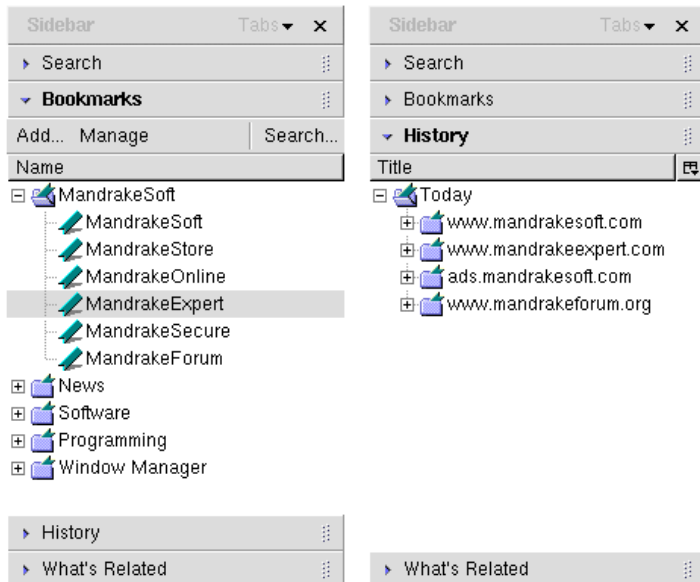 Sidebar Tabs
Search
Bookmarks
Add... Manage Search...
Name
MandrakeSoft
MandrakeSoft
MandrakeStore
MandrakeOnline
MandrakeExpert
MandrakeSecure
MandrakeForum
News
Software
Programming
Window Manager
History
What's Related
Sidebar Tabs
Search
Bookmarks
History
Title
Today
www.mandrakesoft.com
www.mandrakeexpert.com
ads.mandrakesoft.com
www.mandrakeforum.org
What's Related